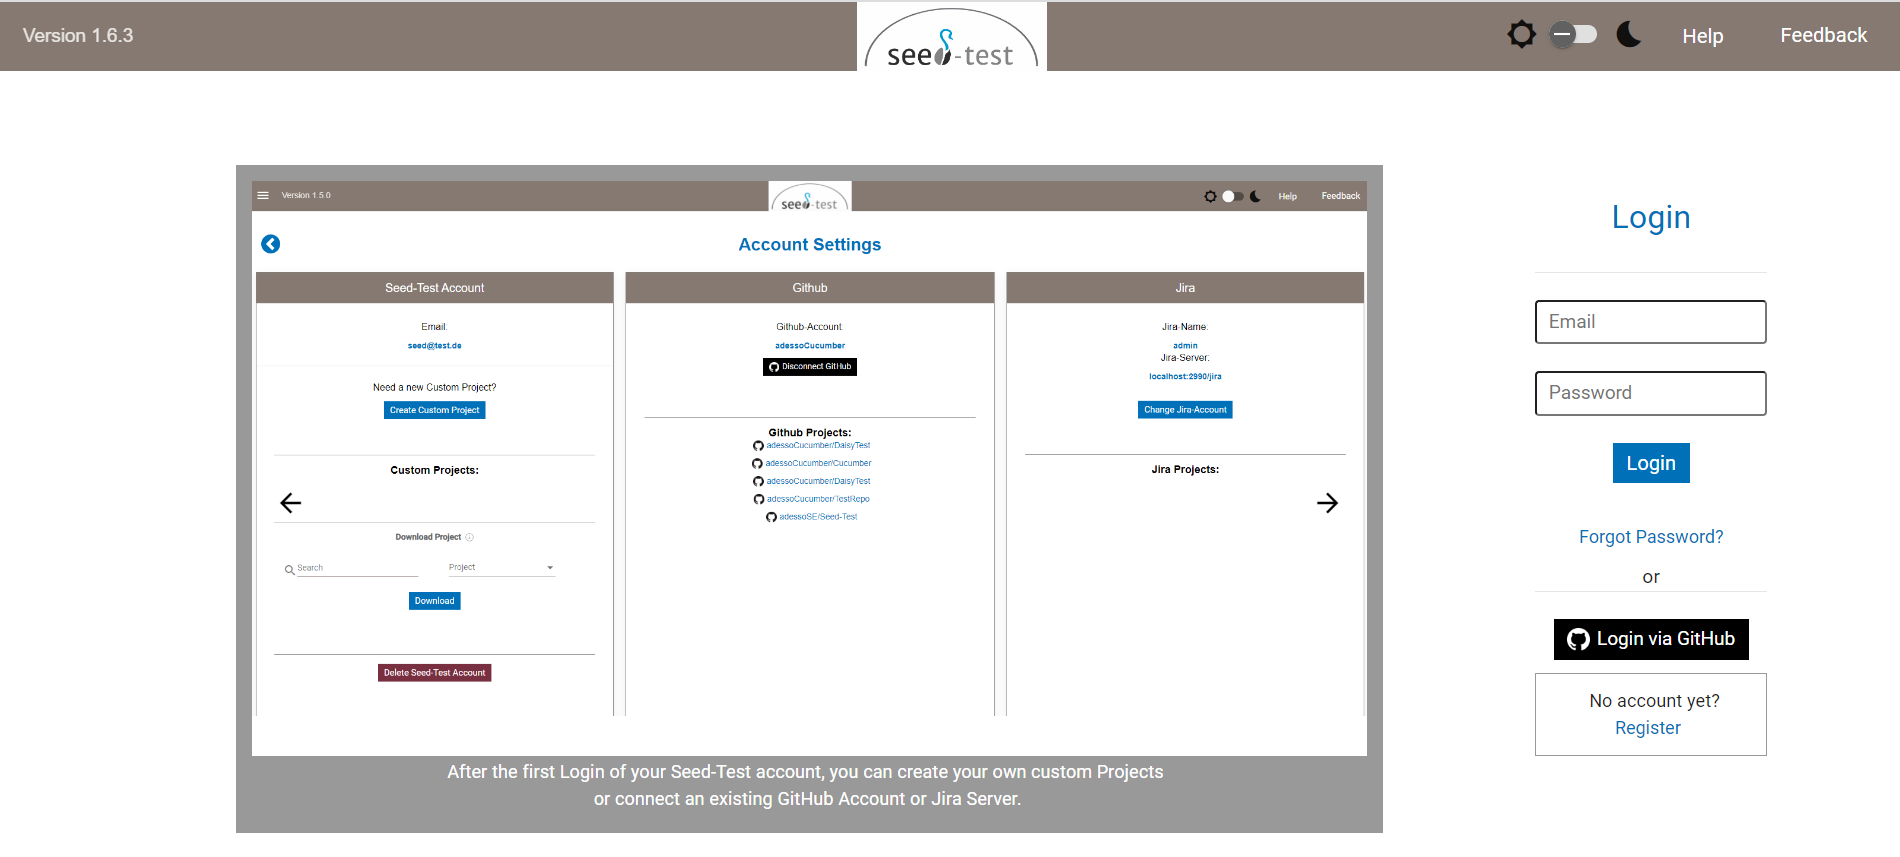 Version 1.6.3
seed-test
Help
Feedback
Version 1.5.0
seed-test
Help
Feedback
Account Settings
Seed-Test Account
Email:
seed@test.de
Need a new Custom Project?
Create Custom Project
Custom Projects:
Download Project
Search
Project
Download
Delete Seed-Test Account
Github
Github-Account:
adessoCucumber
Disconnect GitHub
Github Projects:
adessoCucumber/DaisyTest
adessoCucumber/Cucumber
adessoCucumber/DaisyTest
adessoCucumber/TestRepo
adessoSE/Seed-Test
Jira
Jira-Name:
admin
Jira-Server:
localhost:2990/jira
Change Jira-Account
Jira Projects:
After the first Login of your Seed-Test account, you can create your own custom Projects
or connect an existing GitHub Account or Jira Server.
Login
Email
Password
Login
Forgot Password?
or
Login via GitHub
No account yet?
Register